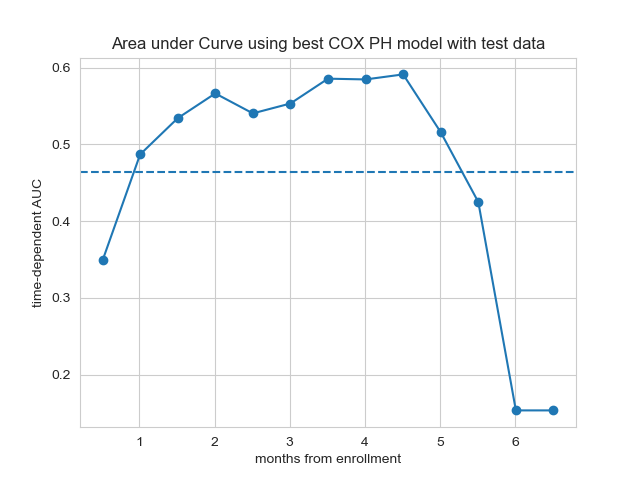 Area under Curve using best COX PH model with test data
0.6
0.5
0.4
0.3
0.2
time-dependent AUC
1 2 3 4 5 6
months from enrollment